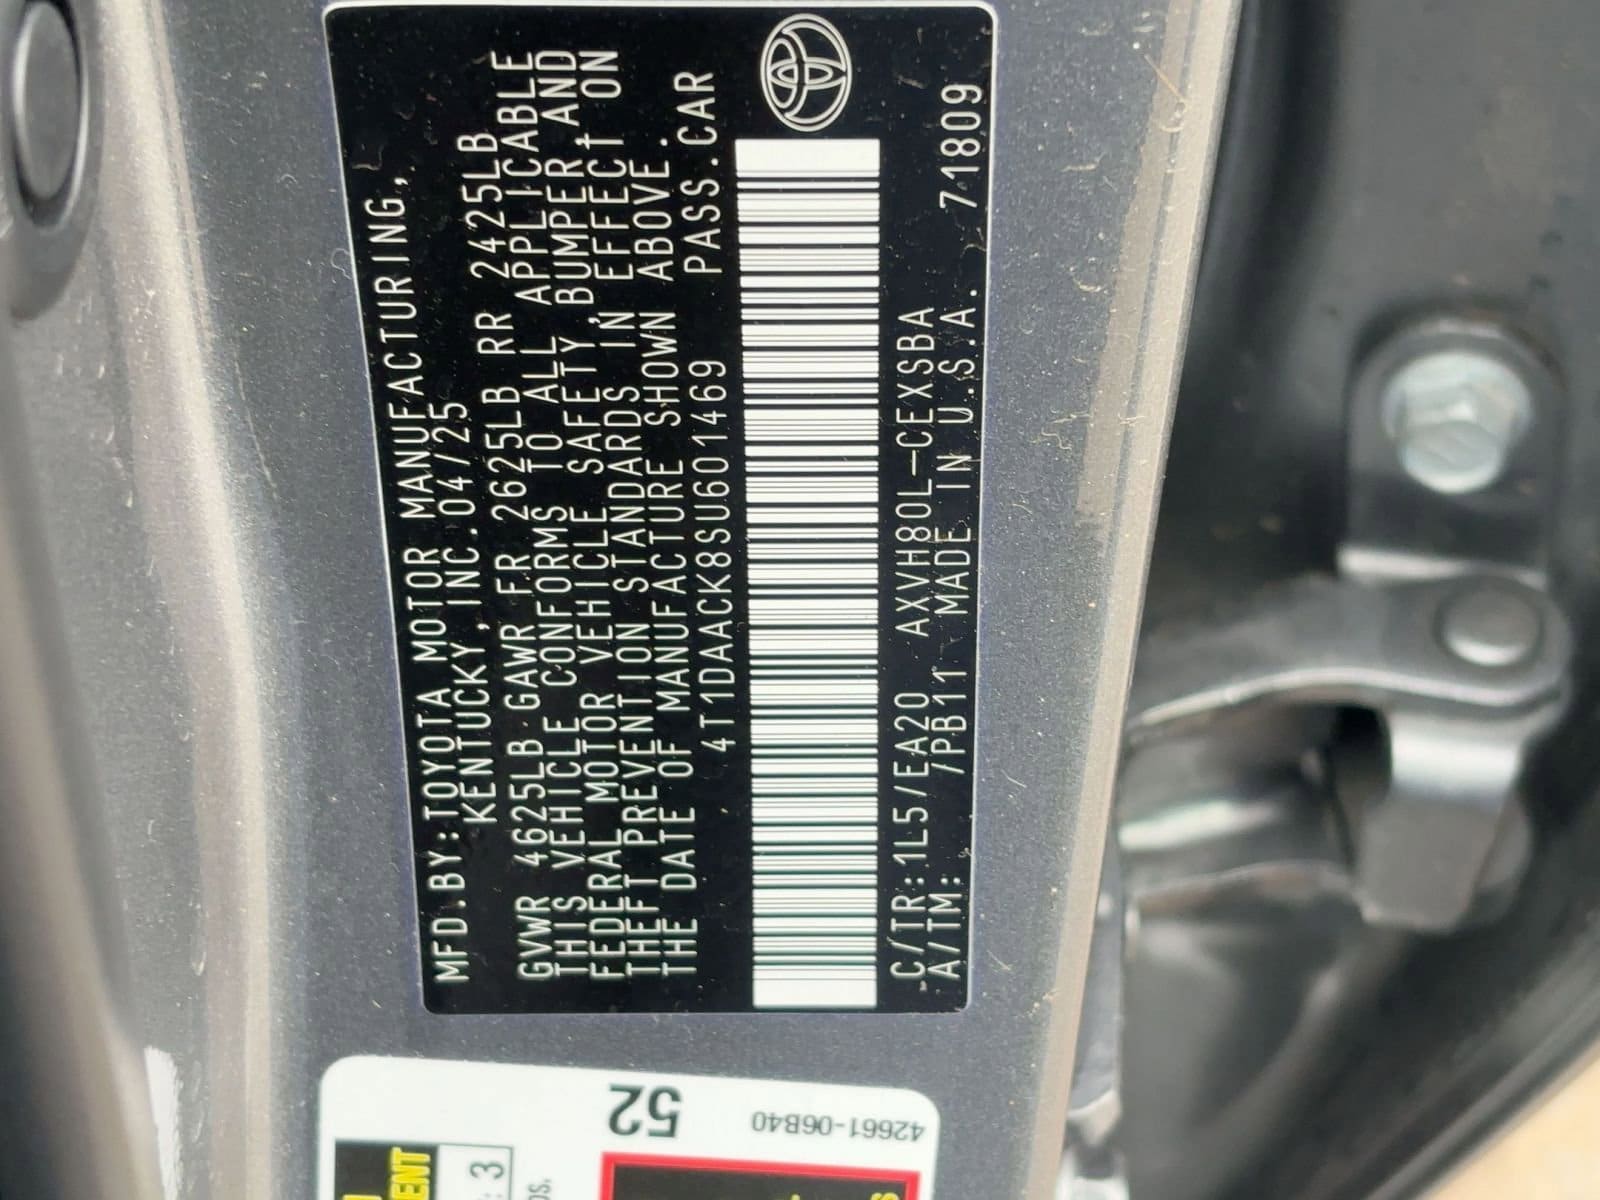 MFD.BY:TOYOTA MOTOR MANUFACTURING,
KENTUCKY,INC.04/25
GVWR 4625LB GAWR FR 2625LB RR 2425LB
THIS VEHICLE CONFORMS TO ALL APPLICABLE
FEDERAL MOTOR VEHICLE SAFETY,BUMPER,AND
THEFT PREVENTION STANDARDS IN EFFECT ON
THE DATE OF MANUFACTURE SHOWN ABOVE.
4T1DAACK8SU601469 PASS.CAR
C/TR:1L5/EA20 AXVH80L-CEXSBA
A/TM: /PB11 MADE IN U.S.A. 71809
52
42661-06B40
: 3